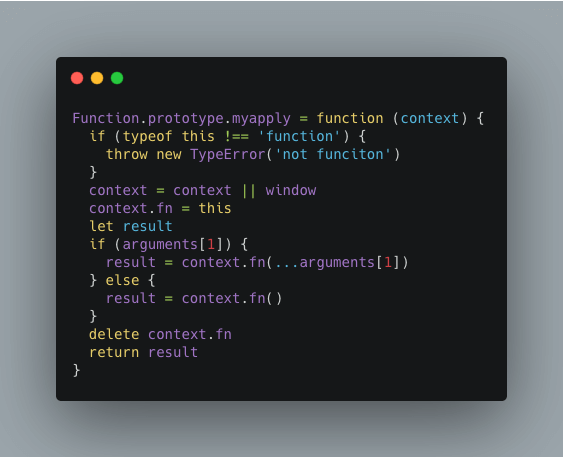 Function.prototype.myapply = function (context) {
  if (typeof this !== 'function') {
    throw new TypeError('not funciton')
  }
  context = context || window
  context.fn = this
  let result
  if (arguments[1]) {
    result = context.fn(...arguments[1])
  } else {
    result = context.fn()
  }
  delete context.fn
  return result
}